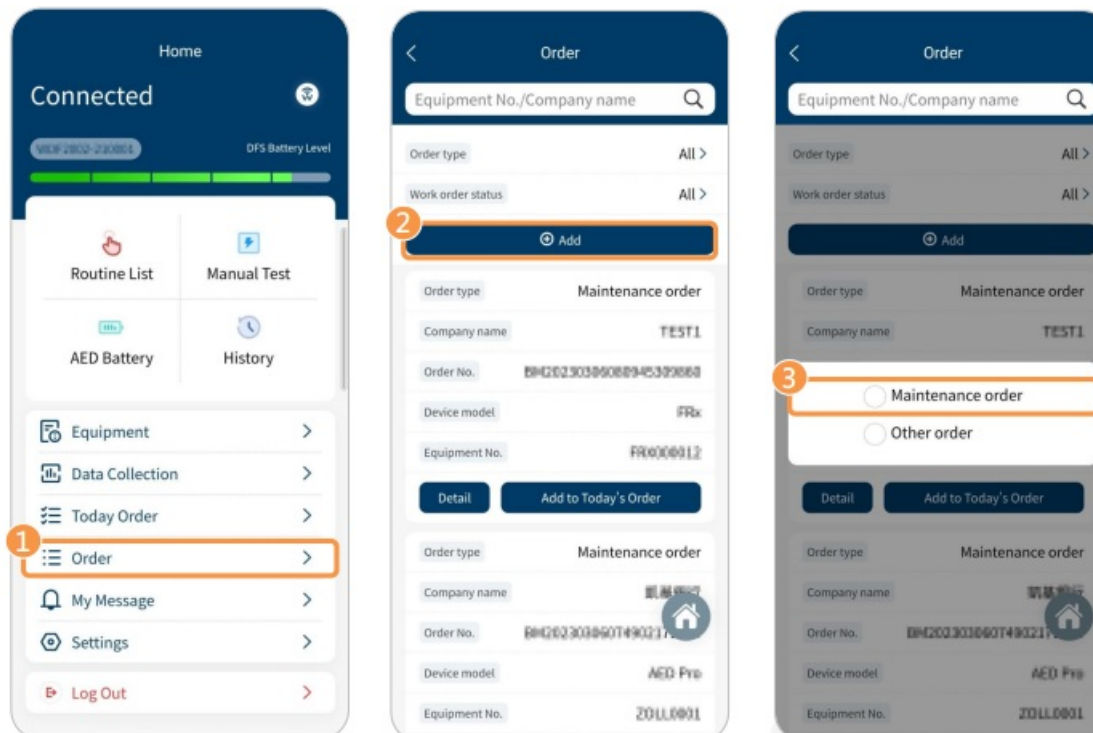 Home
Connected
DFS Battery Level
Routine List
Manual Test
AED Battery
History
Equipment
Data Collection
Today Order
1
Order
My Message
Settings
Log Out
Order
Equipment No./Company name
Order type All
Work order status All
2
Add
Order type Maintenance order
Company name TEST1
Order No.
Device model FRx
Equipment No.
Detail Add to Today's Order
Order type Maintenance order
Company name
Order No.
Device model AED Pro
Equipment No. ZOLL0001
Order
Equipment No./Company name
Order type All
Work order status All
Add
Order type Maintenance order
Company name TEST1
3
Maintenance order
Other order
Detail Add to Today's Order
Order type Maintenance order
Company name
Order No.
Device model AED Pro
Equipment No. ZOLL0001